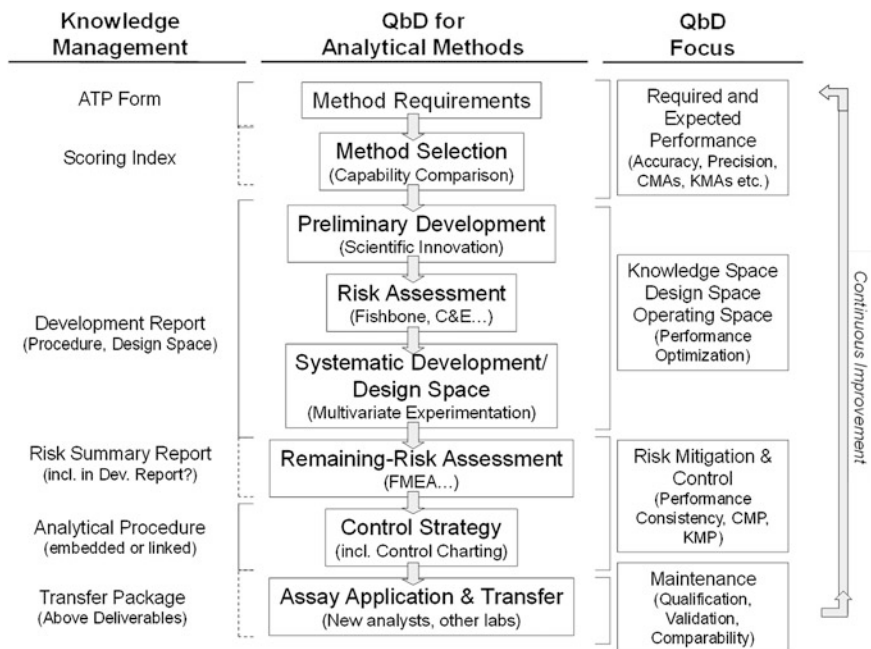 Knowledge
Management
QbD for
Analytical Methods
QbD
Focus
ATP Form
Scoring Index
Development Report
(Procedure, Design Space)
Risk Summary Report
(incl. in Dev. Report?)
Analytical Procedure
(embedded or linked)
Transfer Package
(Above Deliverables)
Method Requirements
Method Selection
(Capability Comparison)
Preliminary Development
(Scientific Innovation)
Risk Assessment
(Fishbone, C&E…)
Systematic Development/
Design Space
(Multivariate Experimentation)
Remaining-Risk Assessment
(FMEA…)
Control Strategy
(incl. Control Charting)
Assay Application & Transfer
(New analysts, other labs)
Required and
Expected
Performance
(Accuracy, Precision,
CMAs, KMAs etc.)
Knowledge Space
Design Space
Operating Space
(Performance
Optimization)
Risk Mitigation &
Control
(Performance
Consistency, CMP,
KMP)
Maintenance
(Qualification,
Validation,
Comparability)
Continuous Improvement